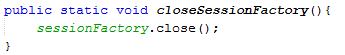 public static void closeSessionFactory(){
sessionFactory.close();
}